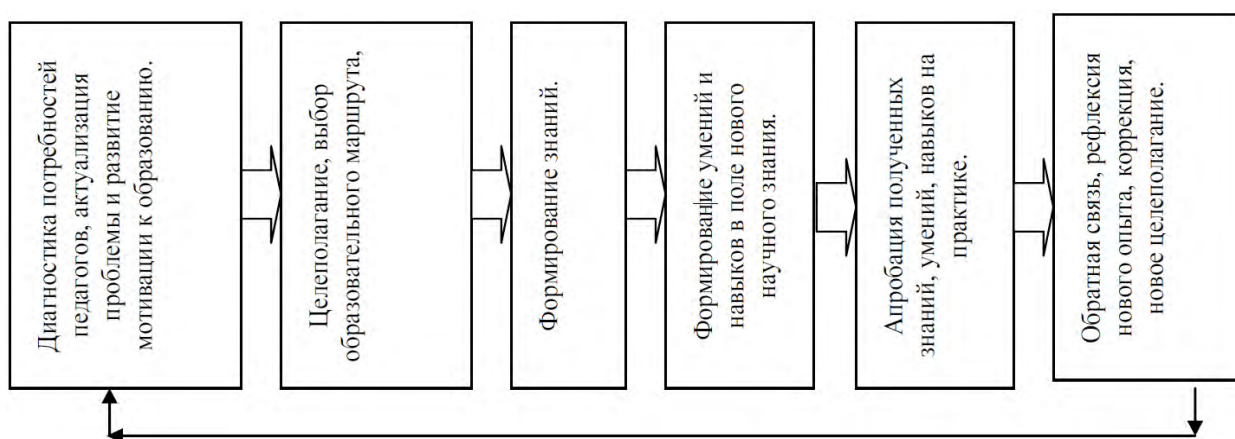 Диагностика потребностей
педагогов, актуализация
проблемы и развитие
мотивации к образованию.
Целеполагание, выбор
образовательного маршрута,
Формирование знаний.
Формирование умений и
навыков в поле нового
научного знания.
Апробация полученных
знаний, умений, навыков на
практике.
Обратная связь, рефлексия
нового опыта, коррекция,
новое целеполагание.